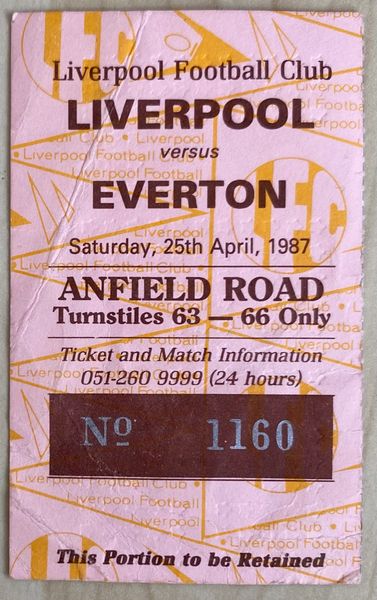 Liverpool Football Club
LIVERPOOL
versus
EVERTON
Saturday, 25th April, 1987
ANFIELD ROAD
Turnstiles 63 — 66 Only
Ticket and Match Information
051-260 9999 (24 hours)
Nº 1160
This Portion to be Retained